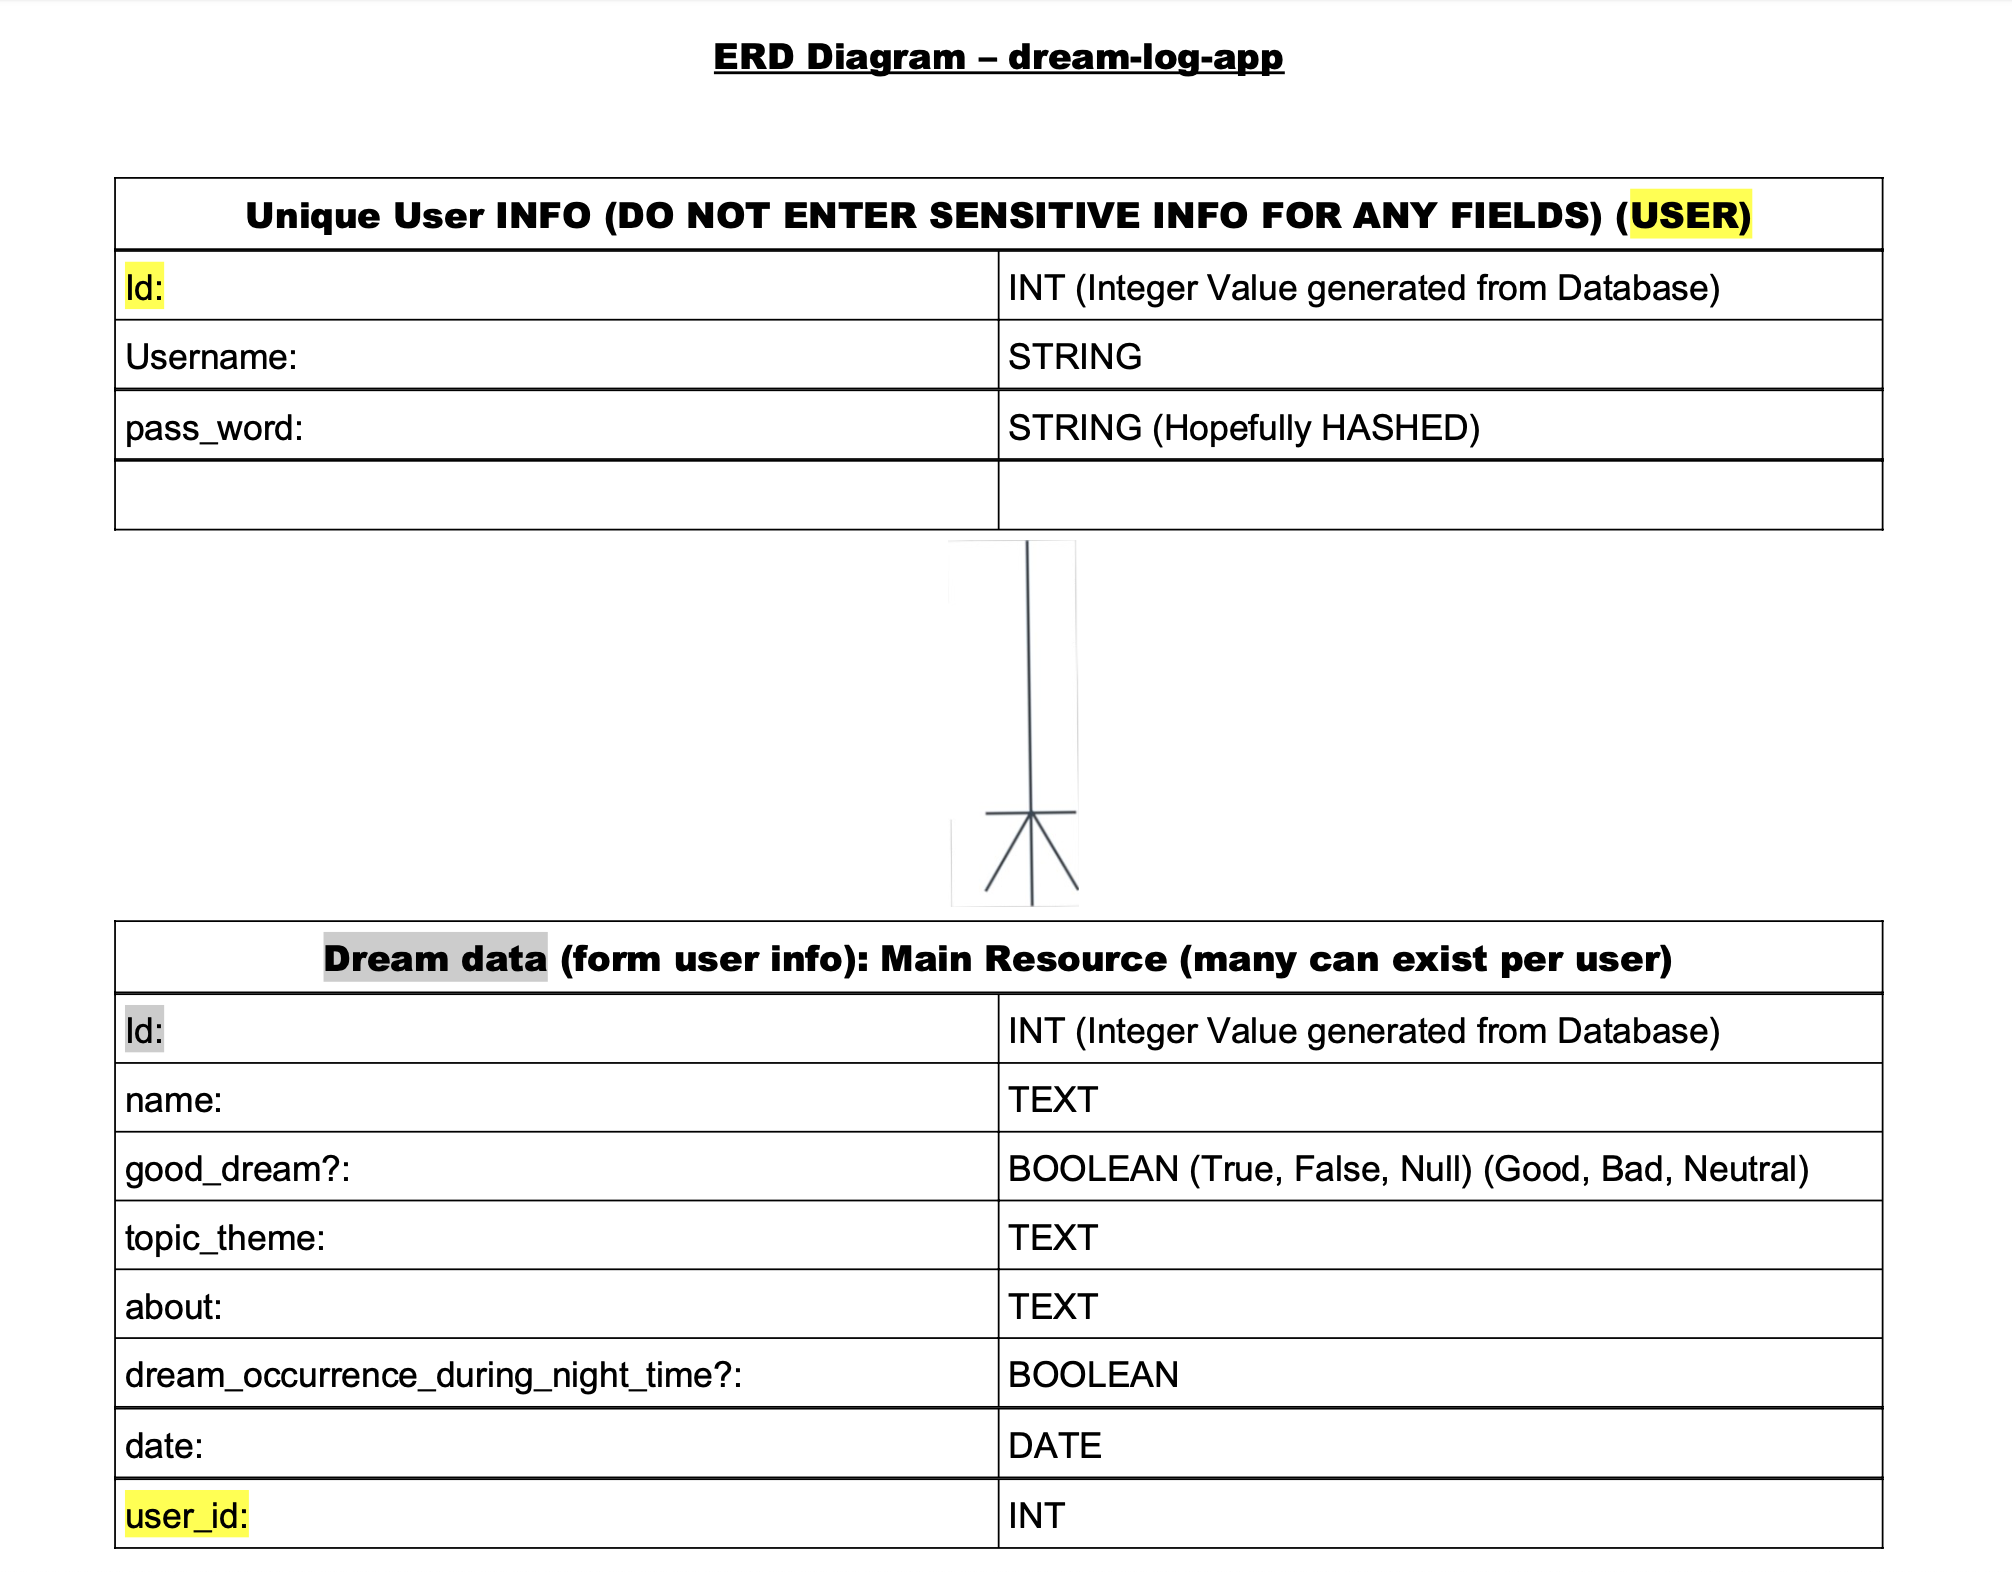 ERD Diagram – dream-log-app
Unique User INFO (DO NOT ENTER SENSITIVE INFO FOR ANY FIELDS) (USER)
Id: INT (Integer Value generated from Database)
Username: STRING
pass_word: STRING (Hopefully HASHED)
Dream data (form user info): Main Resource (many can exist per user)
Id: INT (Integer Value generated from Database)
name: TEXT
good_dream?: BOOLEAN (True, False, Null) (Good, Bad, Neutral)
topic_theme: TEXT
about: TEXT
dream_occurrence_during_night_time?: BOOLEAN
date: DATE
user_id: INT